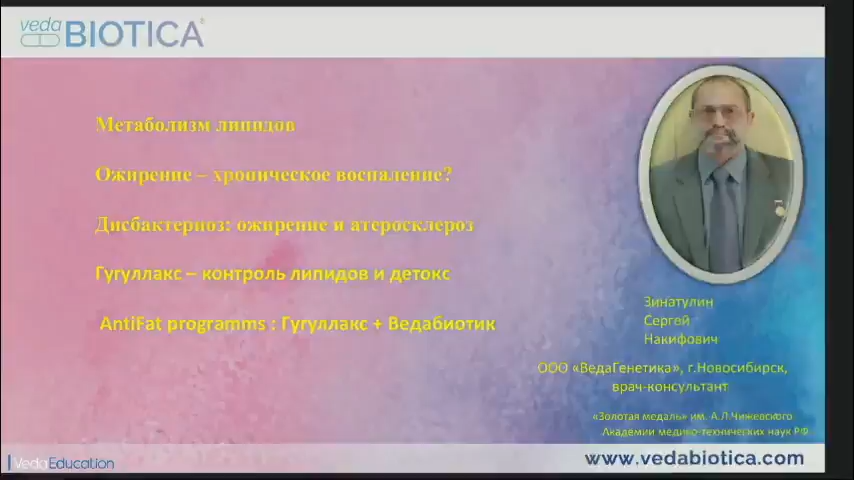 veda
BIOTICA
Метаболизм липидов
Ожирение – хроническое воспаление?
Дисбактериоз: ожирение и атеросклероз
Гугуллакс – контроль липидов и детокс
AntiFat programms : Гугуллакс + Ведабиотик
Зинатулин
Сергей
Накифович
ООО «ВедаГенетика», г.Новосибирск,
врач-консультант
«Золотая медаль» им. А.Л.Чижевского
Академии медико-технических наук РФ
VedaEducation
www.vedabiotica.com